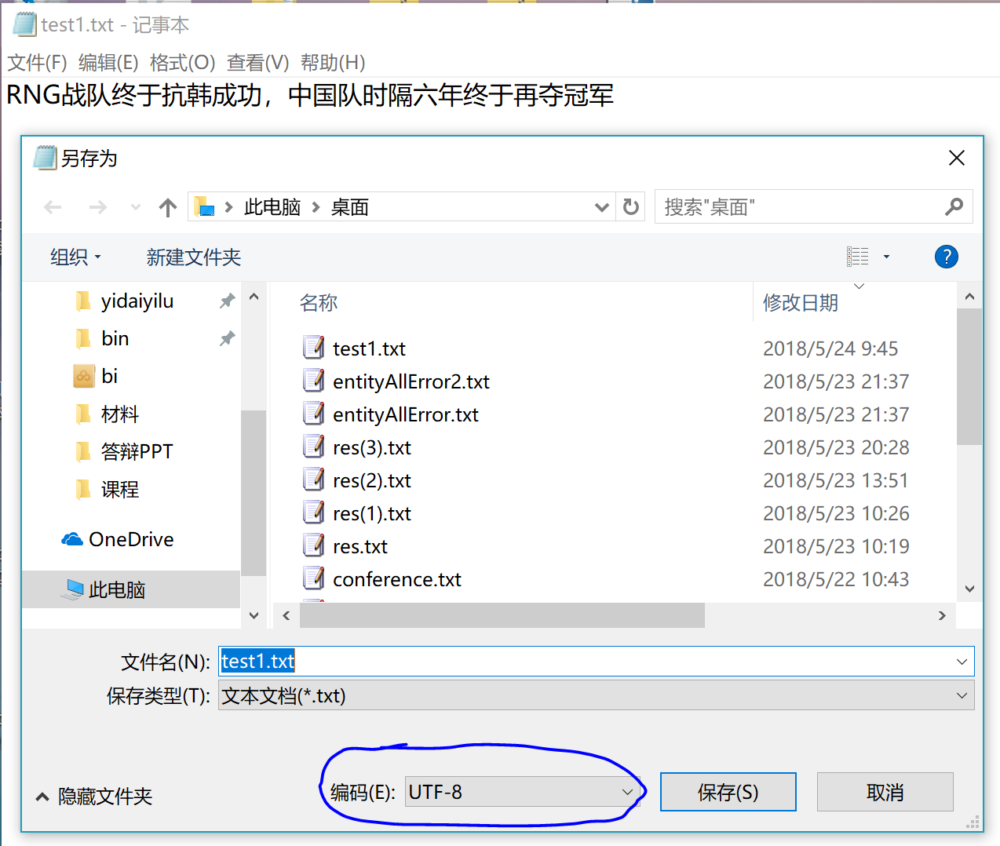 test1.txt - 记事本
文件(F) 编辑(E) 格式(O) 查看(V) 帮助(H)
RNG战队终于抗韩成功，中国队时隔六年终于再夺冠军
另存为
此电脑 桌面
搜索"桌面"
组织 新建文件夹
yidaiyilu
bin
bi
材料
答辩PPT
课程
OneDrive
此电脑
名称 修改日期
test1.txt 2018/5/24 9:45
entityAllError2.txt 2018/5/23 21:37
entityAllError.txt 2018/5/23 21:37
res(3).txt 2018/5/23 20:28
res(2).txt 2018/5/23 13:51
res(1).txt 2018/5/23 10:26
res.txt 2018/5/23 10:19
conference.txt 2018/5/22 10:43
文件名(N): test1.txt
保存类型(T): 文本文档(*.txt)
隐藏文件夹 编码(E): UTF-8 保存(S) 取消